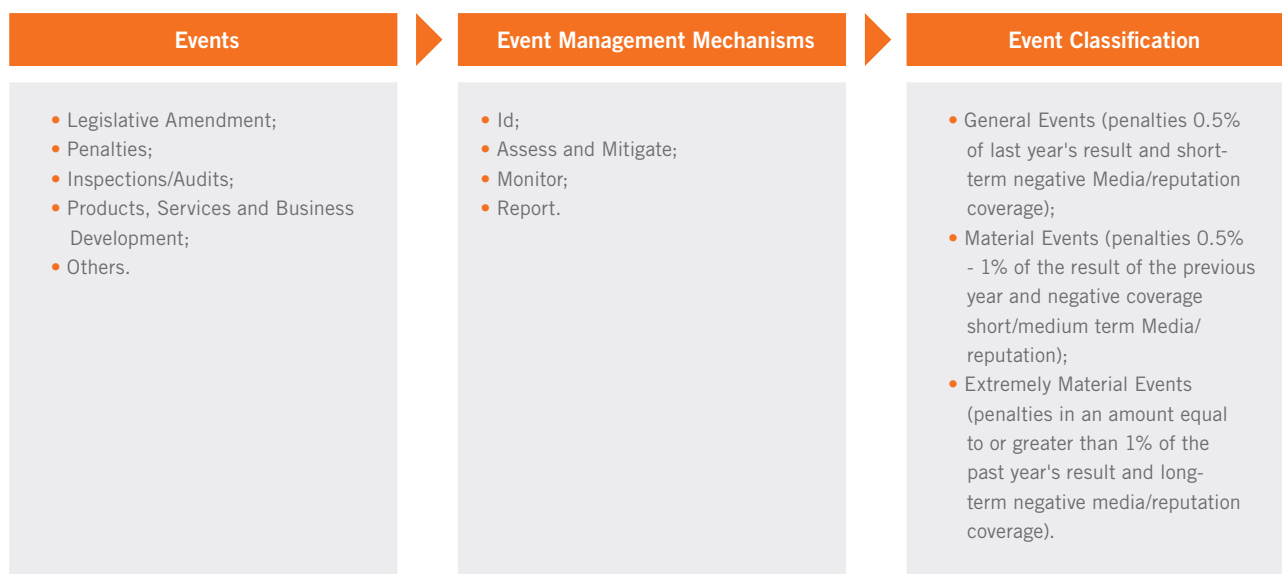 Events
Event Management Mechanisms
Event Classification
• Legislative Amendment;
• Penalties;
• Inspections/Audits;
• Products, Services and Business
Development;
• Others.
• Id;
• Assess and Mitigate;
• Monitor;
• Report.
• General Events (penalties 0.5%
of last year's result and short-
term negative Media/reputation
coverage);
• Material Events (penalties 0.5%
- 1% of the result of the previous
year and negative coverage
short/medium term Media/
reputation);
• Extremely Material Events
(penalties in an amount equal
to or greater than 1% of the
past year's result and long-
term negative media/reputation
coverage).